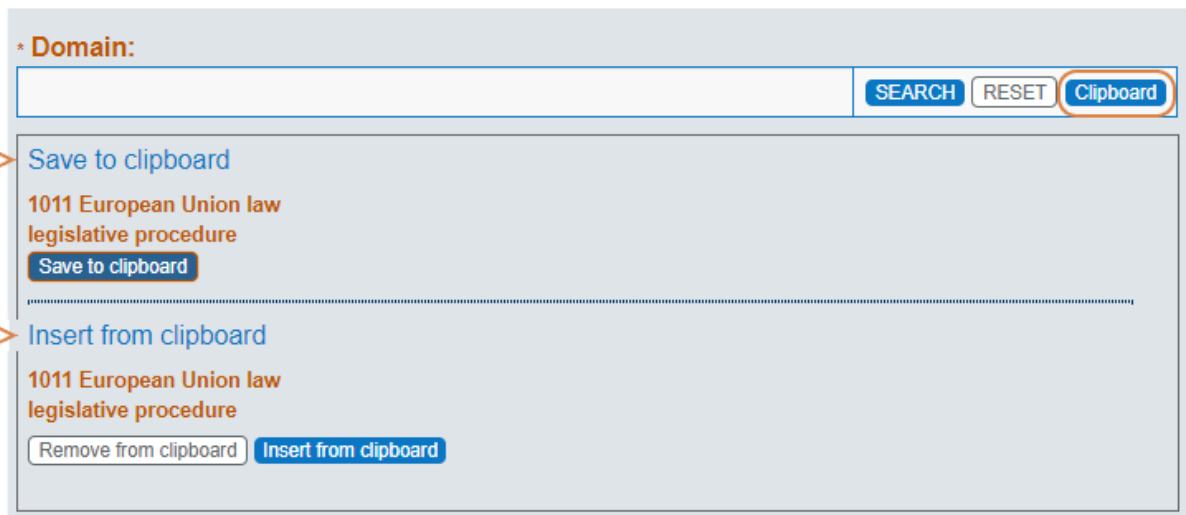 * Domain:
SEARCH RESET Clipboard
Save to clipboard
1011 European Union law
legislative procedure
Save to clipboard
Insert from clipboard
1011 European Union law
legislative procedure
Remove from clipboard Insert from clipboard